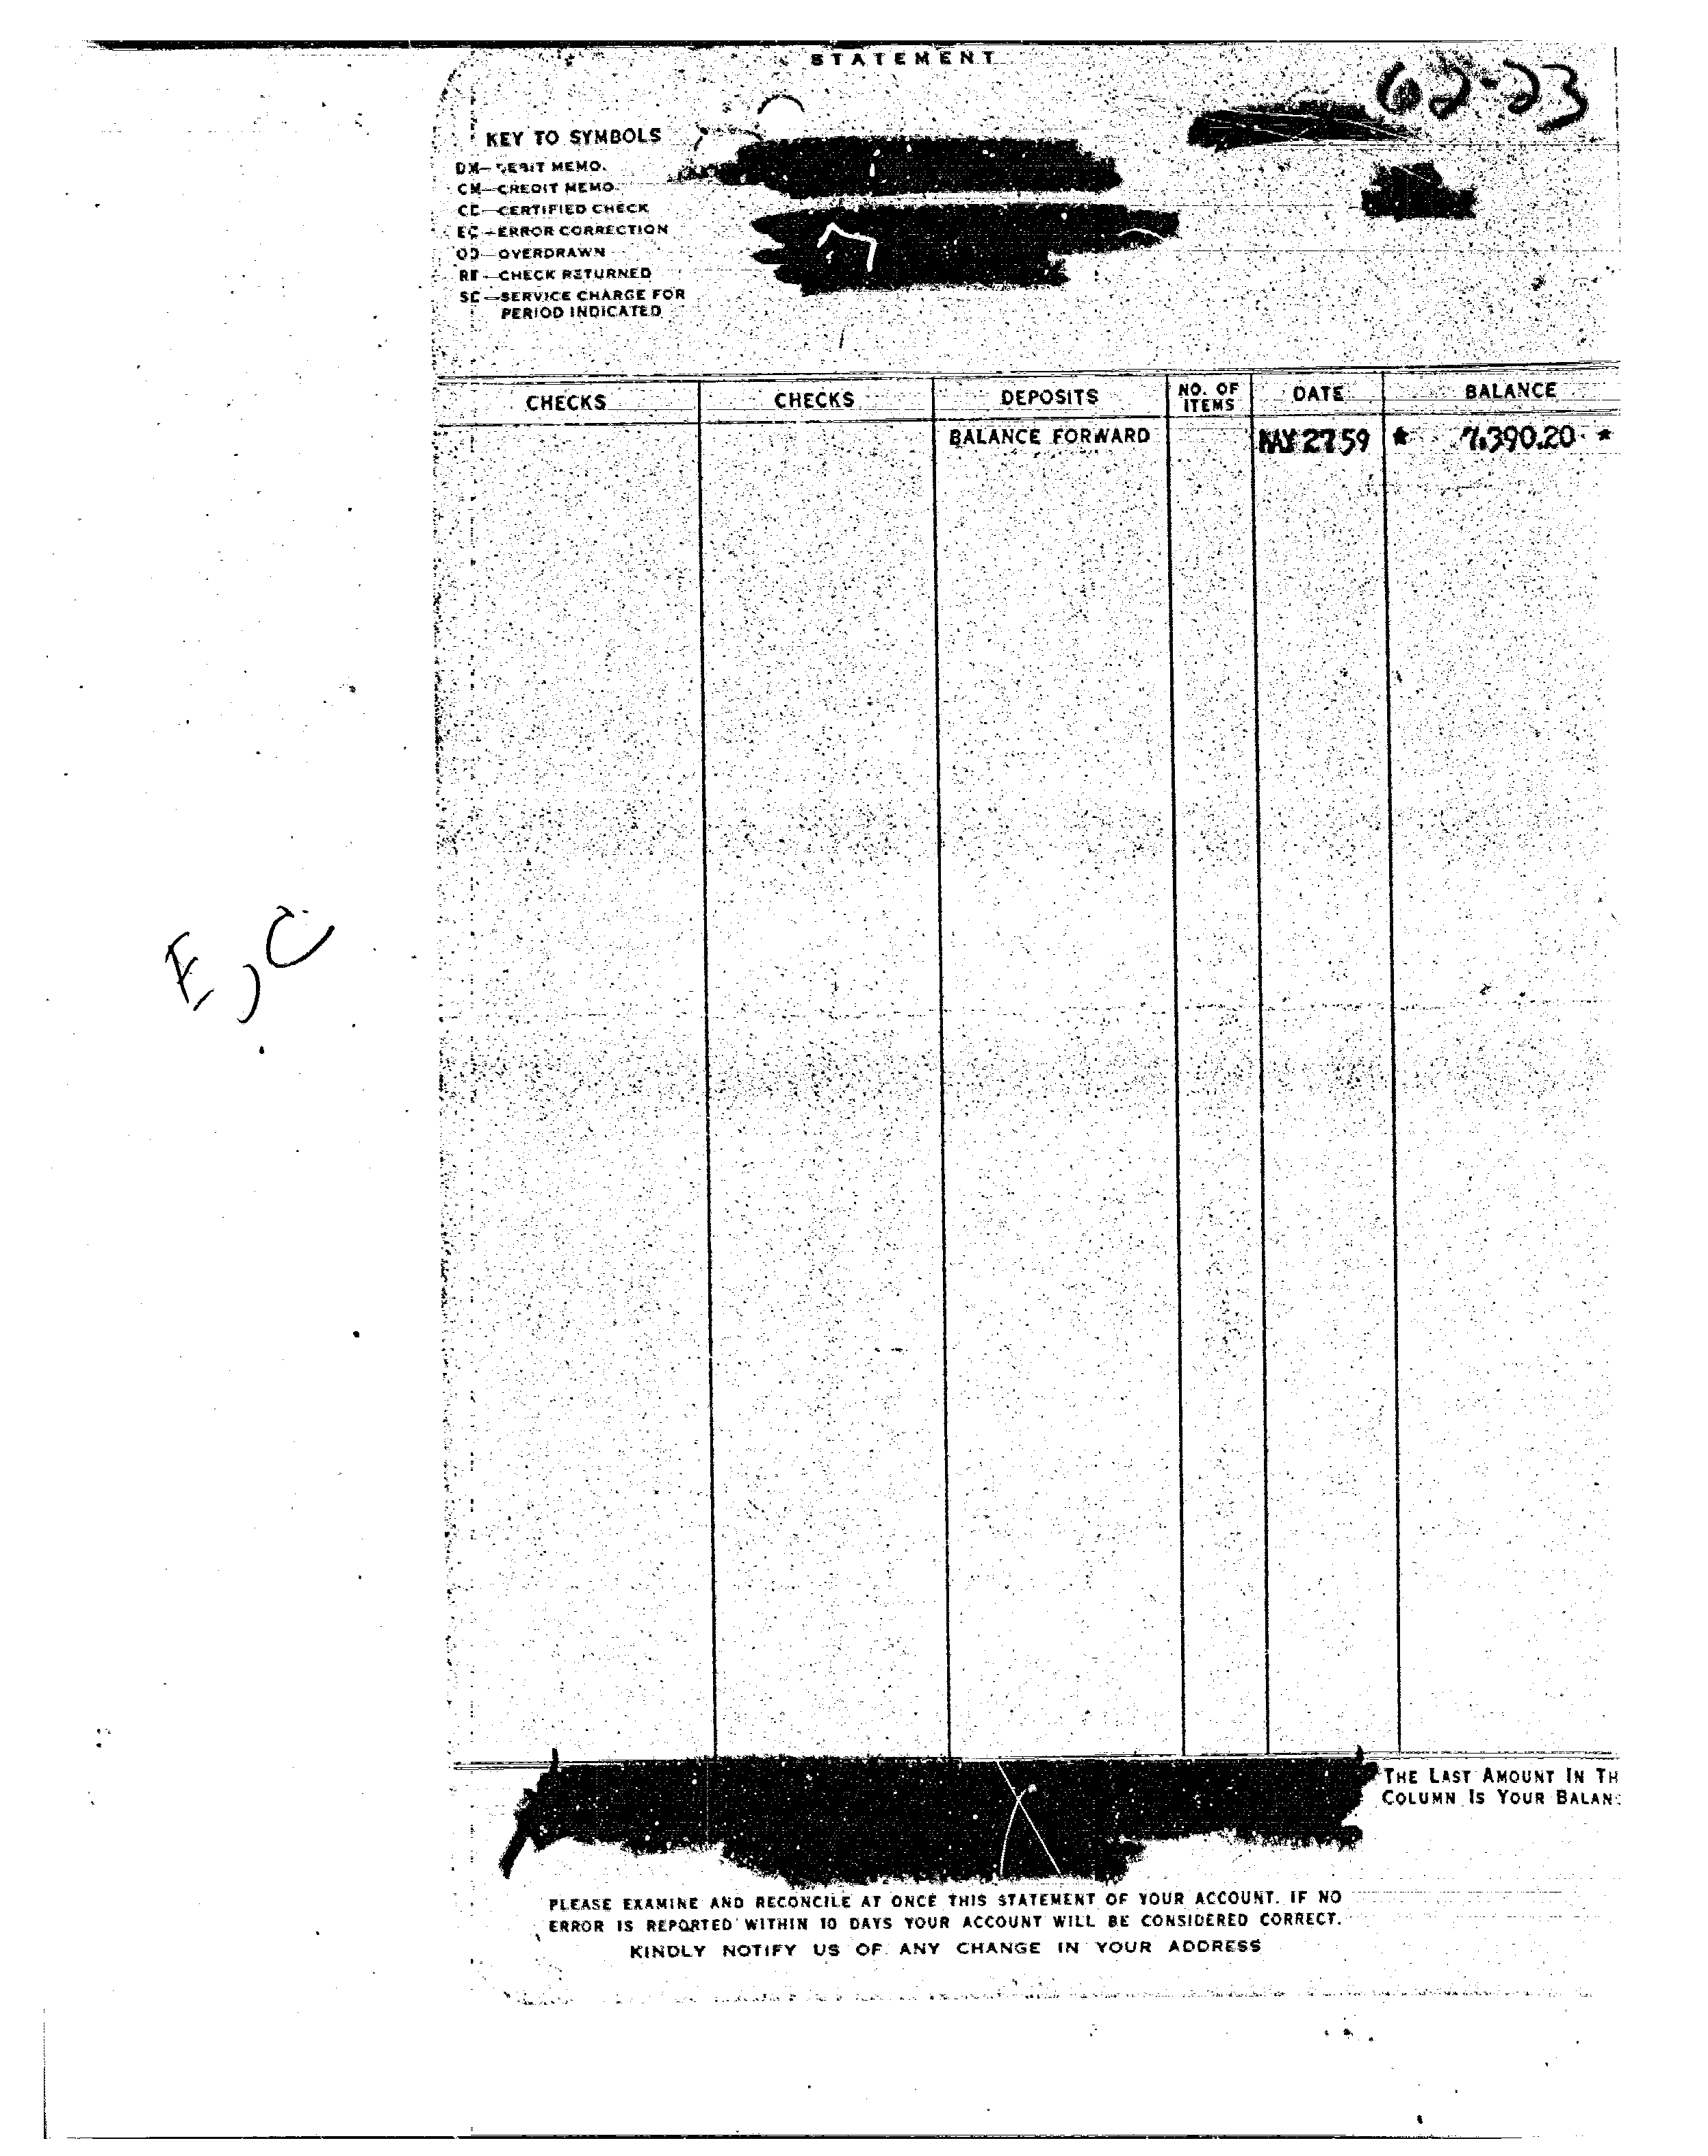 STATEMENT
62-23
KEY TO SYMBOLS
DM—DEBIT MEMO.
CM—CREDIT MEMO.
CC—CERTIFIED CHECK
EC—ERROR CORRECTION
OD—OVERDRAWN
RT—CHECK RETURNED
SC—SERVICE CHARGE FOR
PERIOD INDICATED
CHECKS CHECKS DEPOSITS NO. OF ITEMS DATE BALANCE
BALANCE FORWARD MAY 27 59 * 7,390.20 *
E, C
THE LAST AMOUNT IN TH
COLUMN IS YOUR BALAN
PLEASE EXAMINE AND RECONCILE AT ONCE THIS STATEMENT OF YOUR ACCOUNT. IF NO
ERROR IS REPORTED WITHIN 10 DAYS YOUR ACCOUNT WILL BE CONSIDERED CORRECT.
KINDLY NOTIFY US OF ANY CHANGE IN YOUR ADDRESS